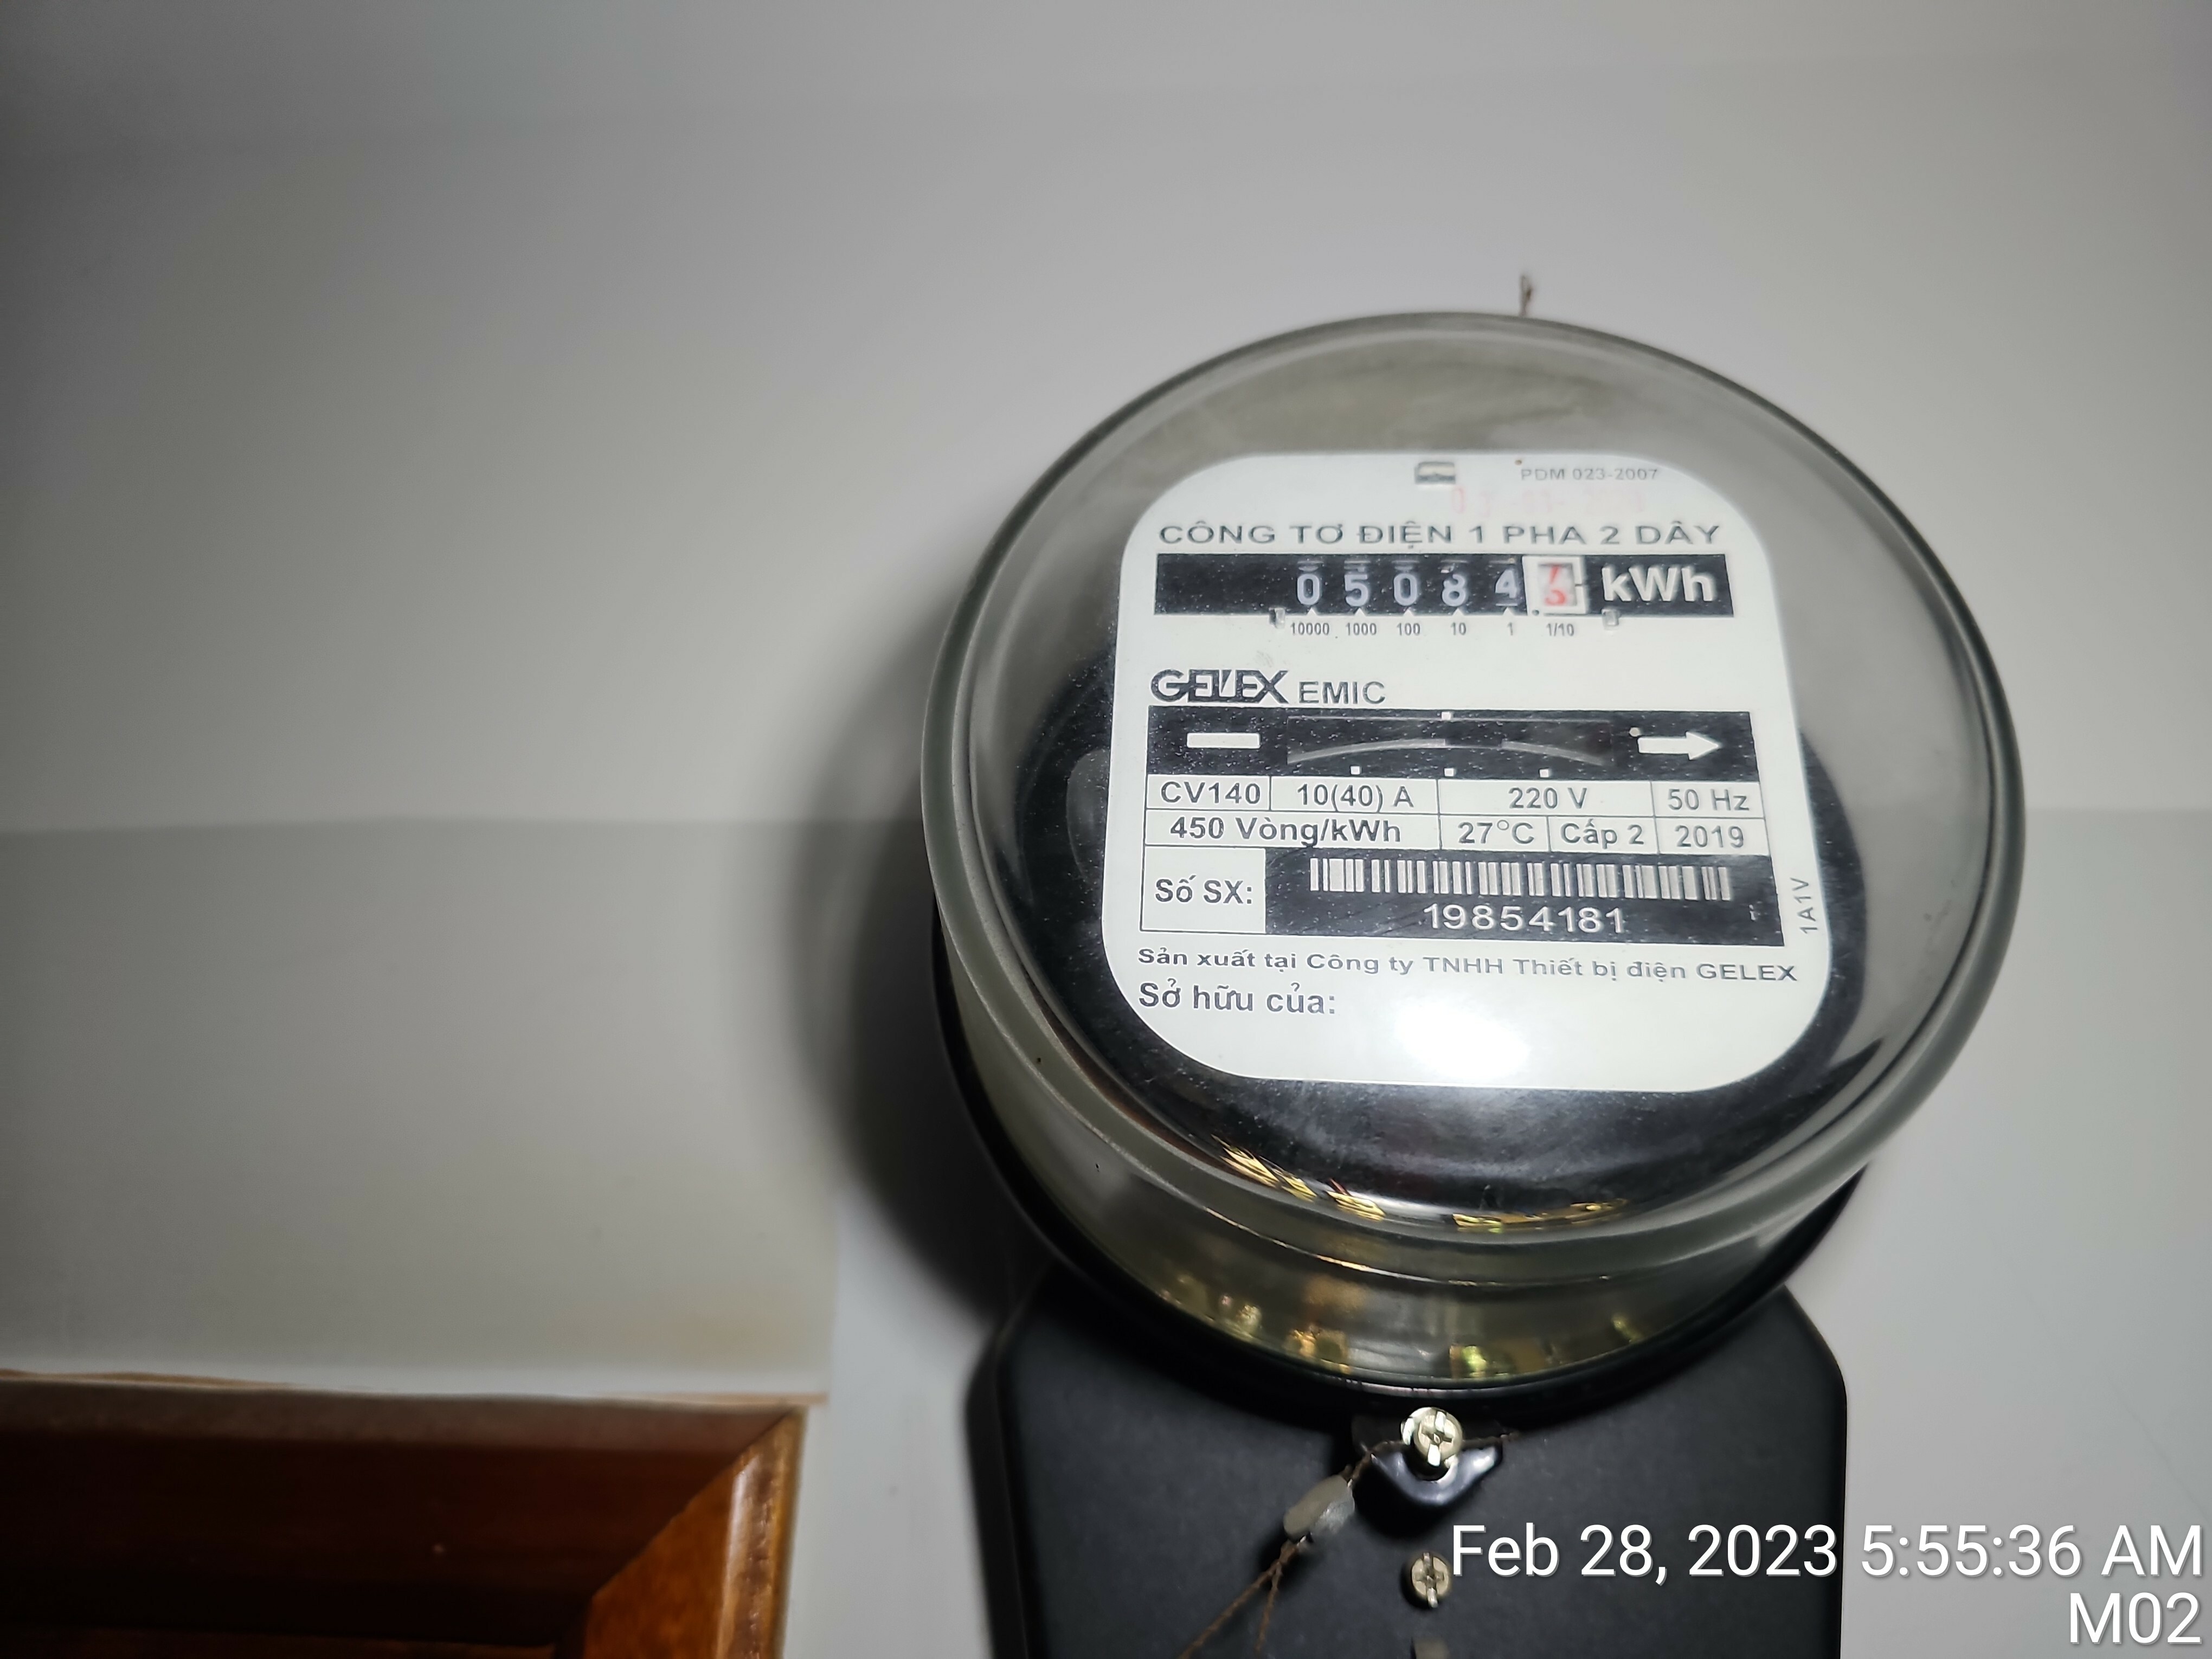 PDM 023-2007
CÔNG TƠ ĐIỆN 1 PHA 2 DÂY
0 5 0 8 4 kWh
10000 1000 100 10 1 1/10
GELEX EMIC
CV140 10(40) A 220 V 50 Hz
450 Vòng/kWh 27°C Cấp 2 2019
Số SX:
19854181
1A1V
Sản xuất tại Công ty TNHH Thiết bị điện GELEX
Sở hữu của:
Feb 28, 2023 5:55:36 AM
M02